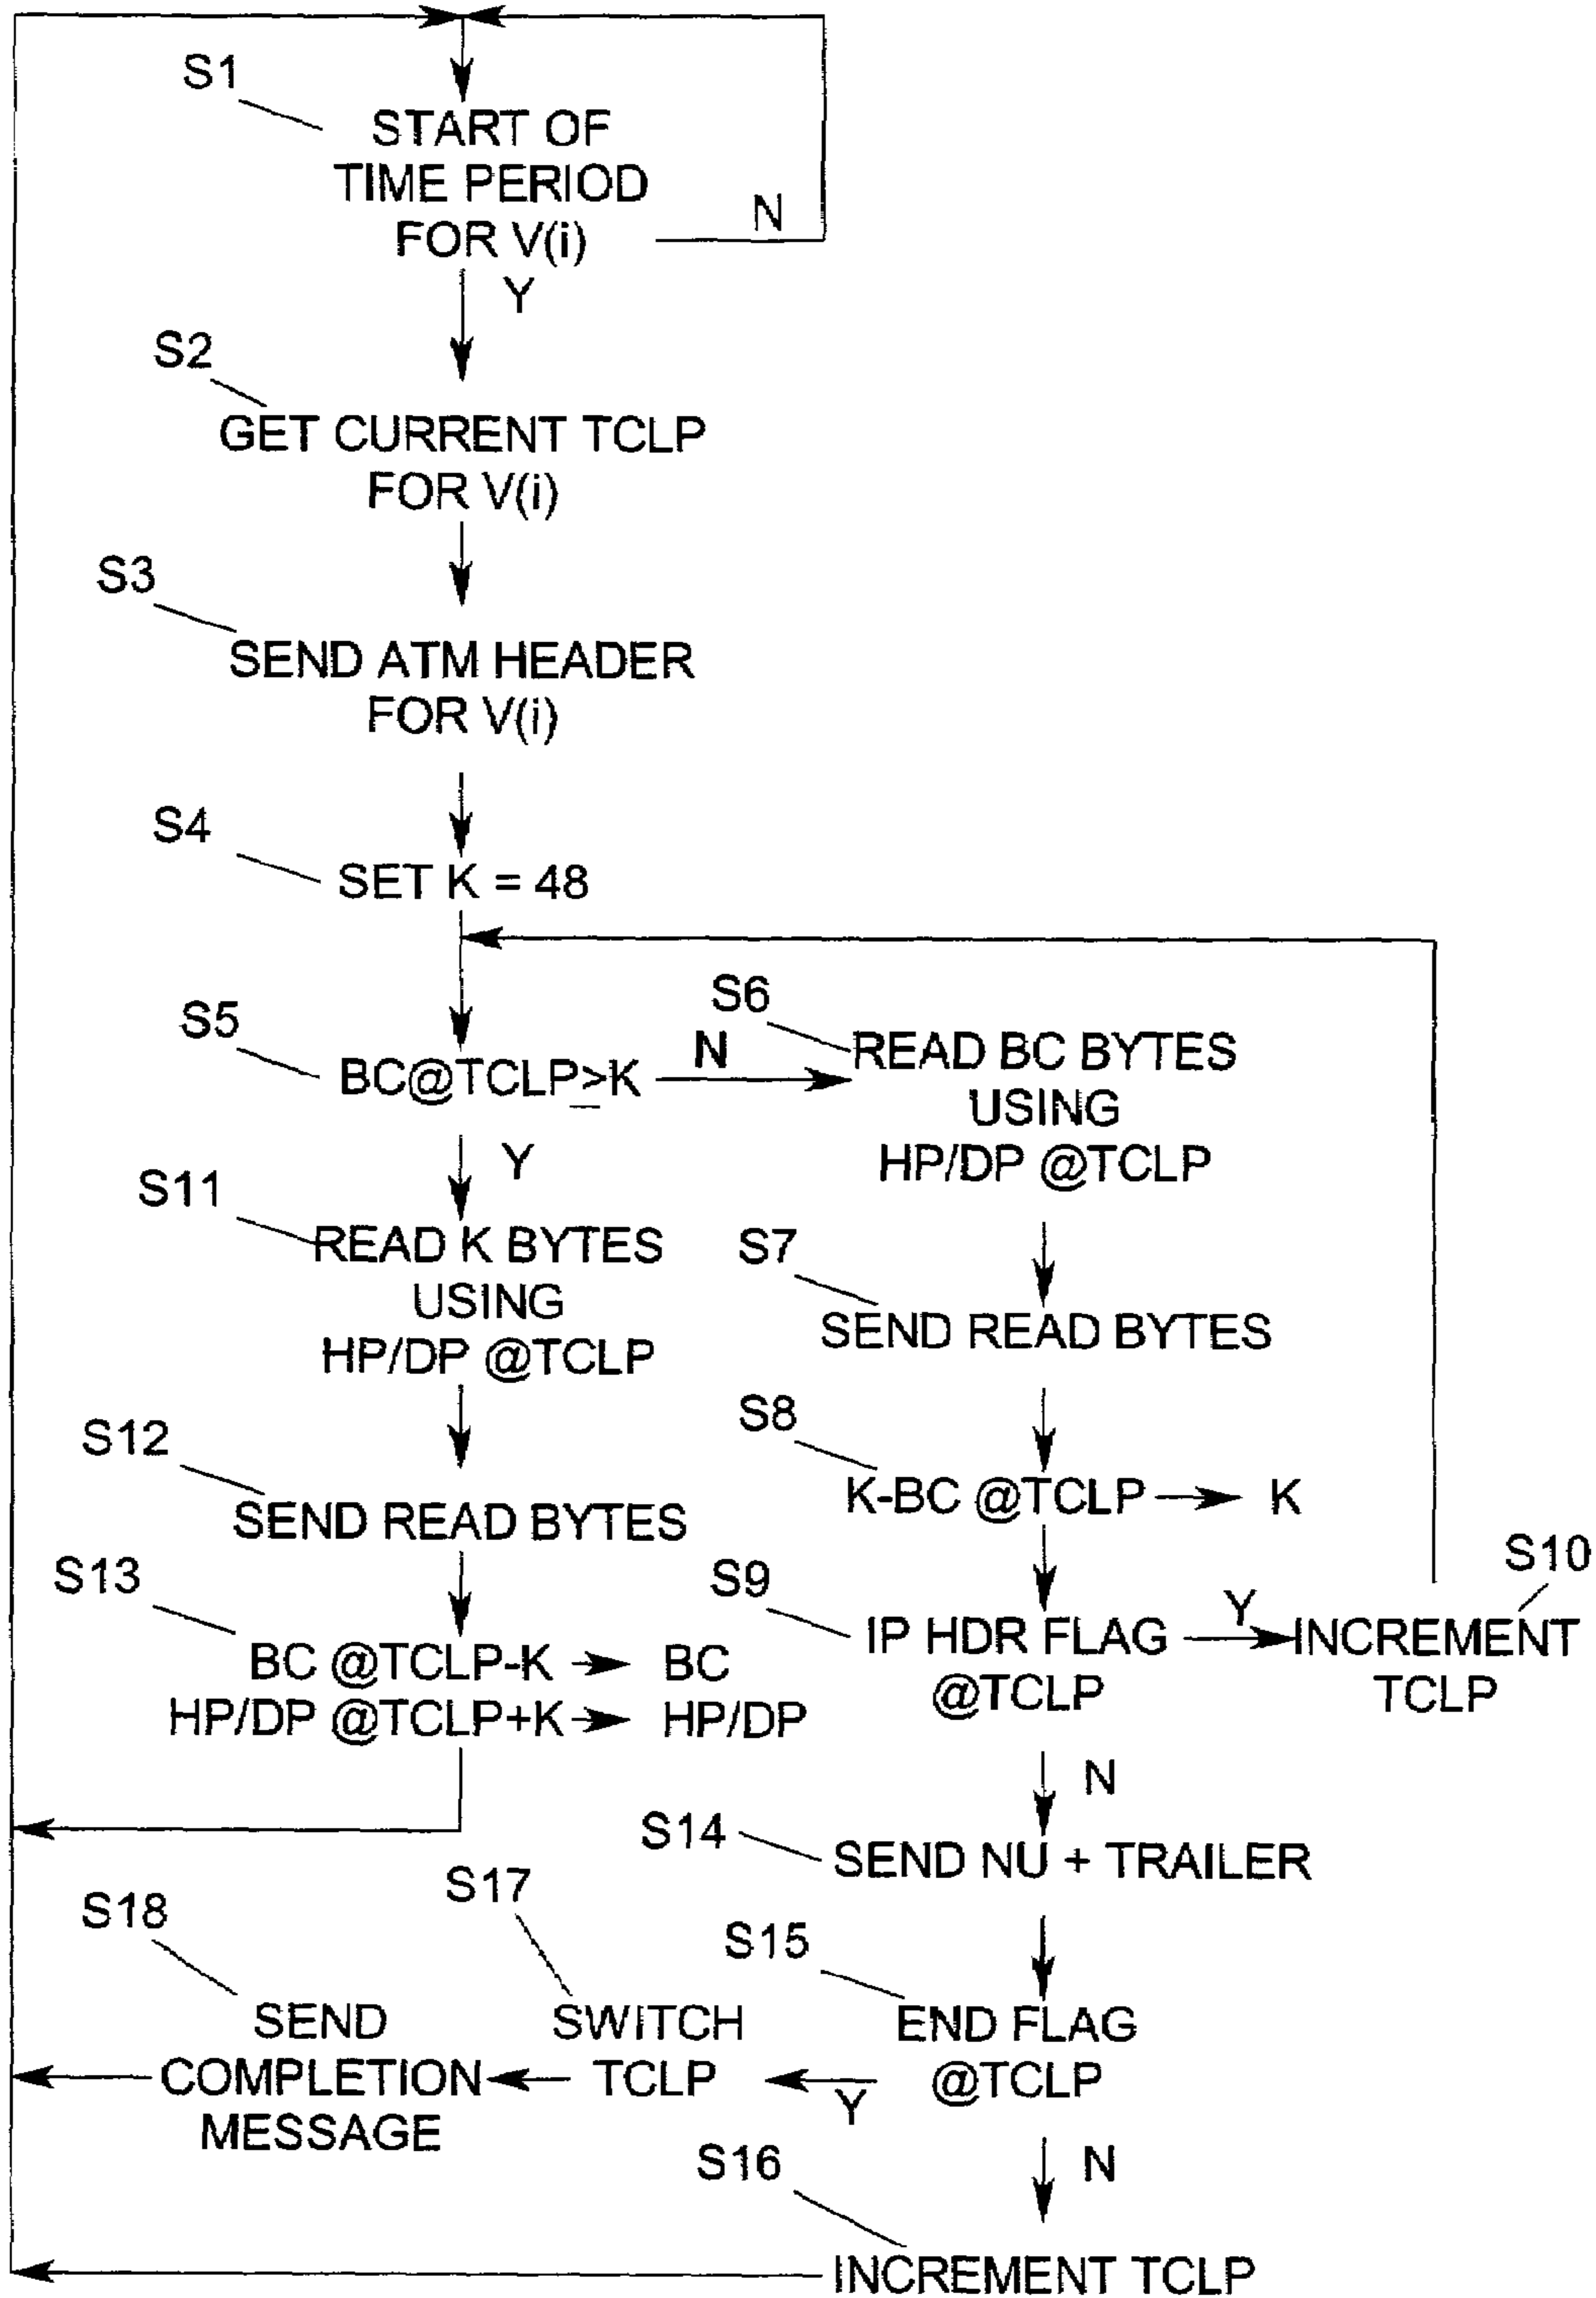 S1
START OF
TIME PERIOD
FOR V(i)
N
Y
S2
GET CURRENT TCLP
FOR V(i)
S3
SEND ATM HEADER
FOR V(i)
S4
SET K = 48
S5
BC@TCLP≥K
N
Y
S6
READ BC BYTES
USING
HP/DP @TCLP
S7
SEND READ BYTES
S8
K-BC @TCLP → K
S9
IP HDR FLAG
@TCLP
Y
N
S10
INCREMENT
TCLP
S11
READ K BYTES
USING
HP/DP @TCLP
S12
SEND READ BYTES
S13
BC @TCLP-K → BC
HP/DP @TCLP+K → HP/DP
S14
SEND NU + TRAILER
S15
END FLAG
@TCLP
Y
N
S16
INCREMENT TCLP
S17
SWITCH
TCLP
S18
SEND
COMPLETION
MESSAGE